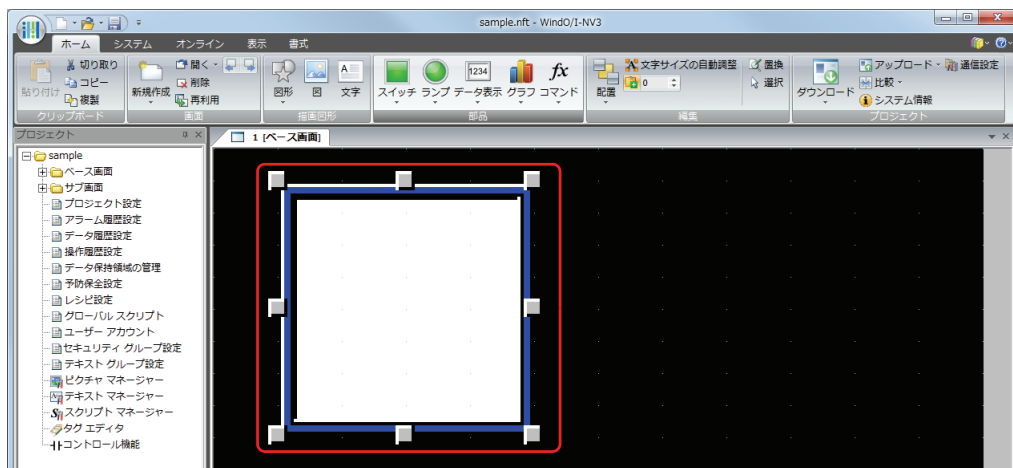 sample.nft - WindO/I-NV3
ホーム システム オンライン 表示 書式
貼り付け 切り取り コピー 複製
クリップボード
新規作成 開く 削除 再利用
画面
図形 図 文字
描画図形
スイッチ ランプ 1234 データ表示 グラフ fx コマンド
部品
配置 文字サイズの自動調整 0 置換 選択
編集
ダウンロード アップロード 比較 システム情報 通信設定
プロジェクト
プロジェクト
1 [ベース画面]
sample
ベース画面
サブ画面
プロジェクト設定
アラーム履歴設定
データ履歴設定
操作履歴設定
データ保持領域の管理
予防保全設定
レシピ設定
グローバル スクリプト
ユーザー アカウント
セキュリティ グループ設定
テキスト グループ設定
ピクチャ マネージャー
テキスト マネージャー
スクリプト マネージャー
タグ エディタ
コントロール機能